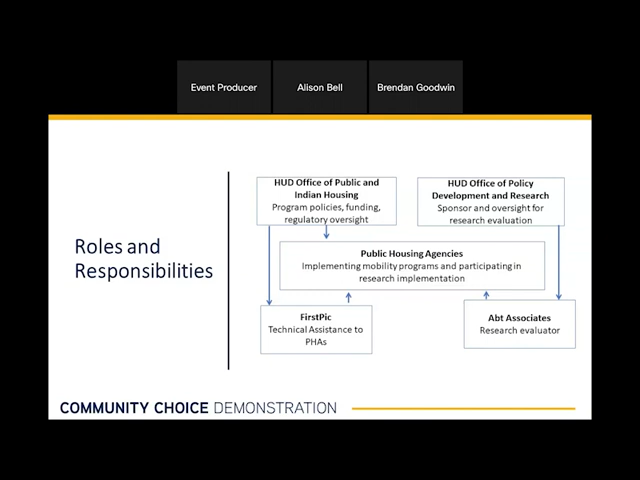 Event Producer
Alison Bell
Brendan Goodwin
Roles and
Responsibilities
HUD Office of Public and
Indian Housing
Program policies, funding,
regulatory oversight
HUD Office of Policy
Development and Research
Sponsor and oversight for
research evaluation
Public Housing Agencies
Implementing mobility programs and participating in
research implementation
FirstPic
Technical Assistance to
PHAs
Abt Associates
Research evaluator
COMMUNITY CHOICE DEMONSTRATION